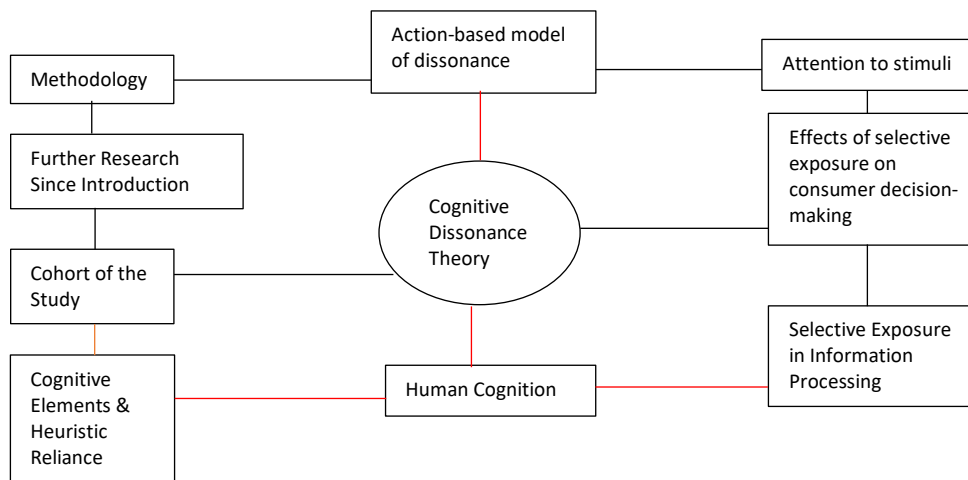 Action-based model
of dissonance
Methodology
Attention to stimuli
Further Research
Since Introduction
Effects of selective
exposure on
consumer decision-
making
Cognitive
Dissonance
Theory
Cohort of the
Study
Selective Exposure
in Information
Processing
Cognitive
Elements &
Heuristic
Reliance
Human Cognition